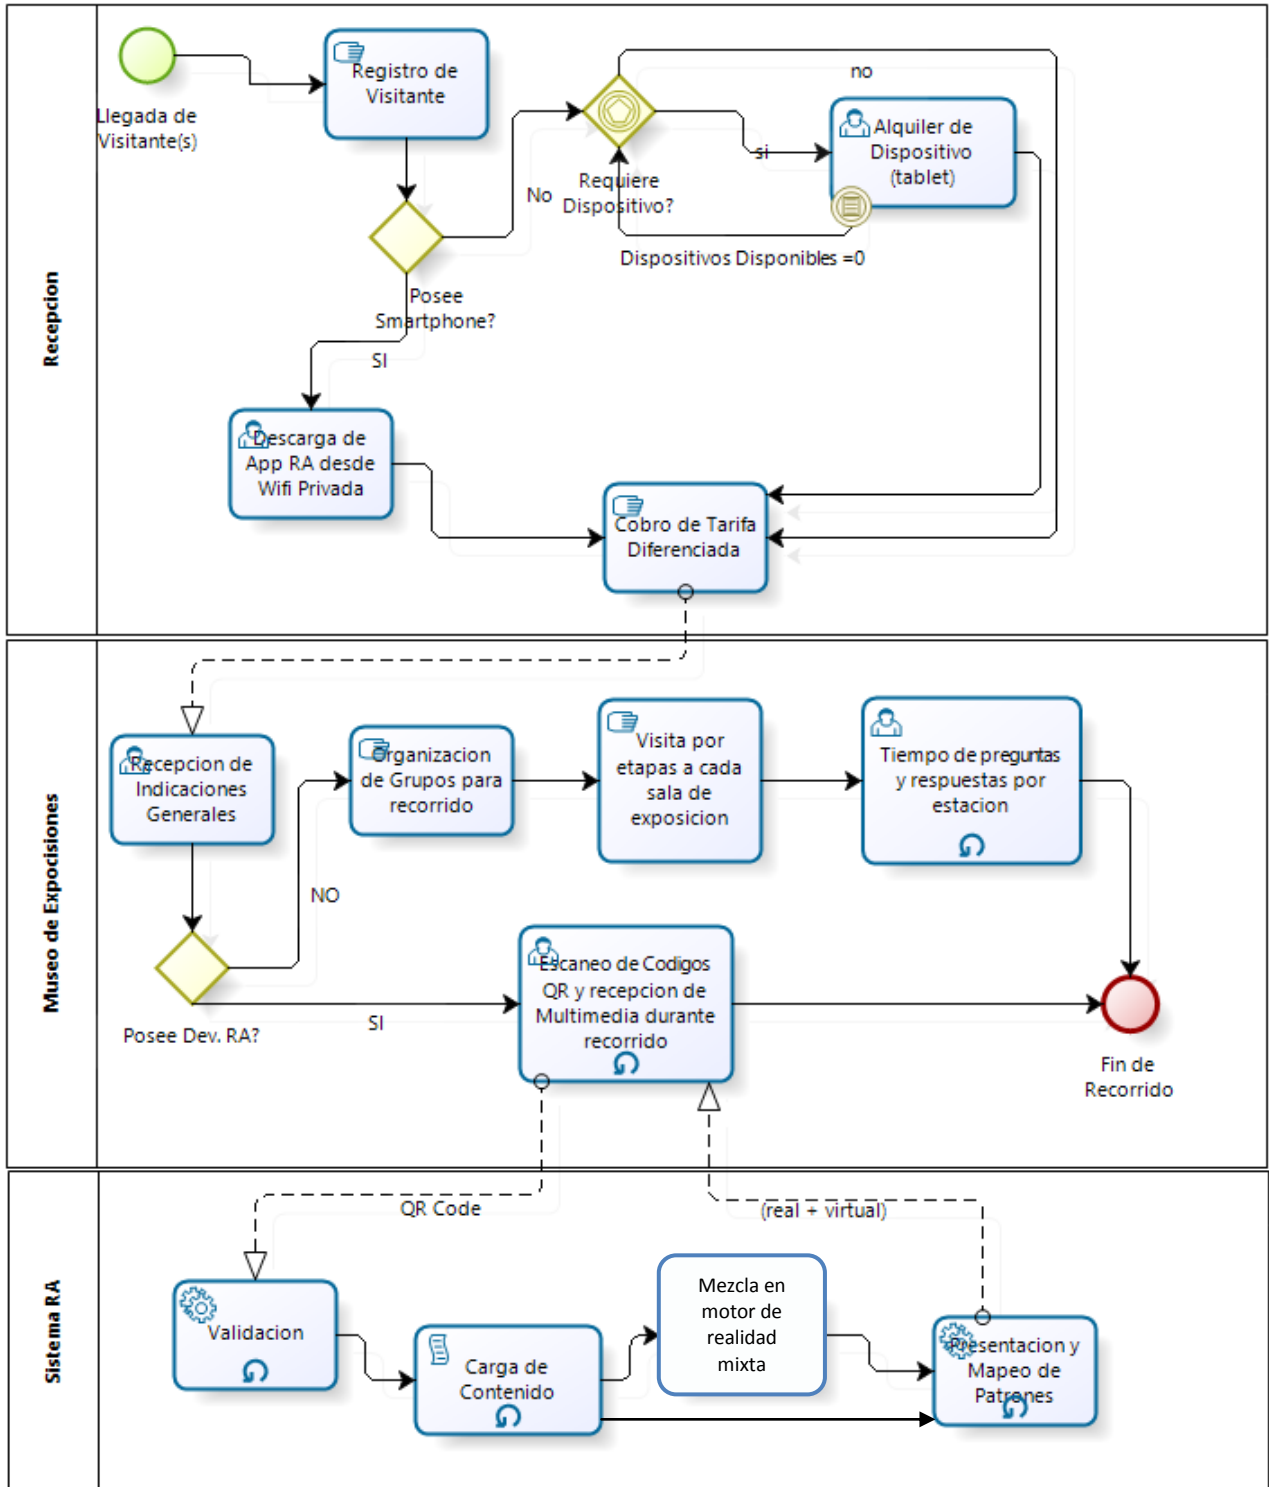 Recepcion
Llegada de
Visitante(s)
Registro de
Visitante
Posee
Smartphone?
No
SI
Requiere
Dispositivo?
no
si
Alquiler de
Dispositivo
(tablet)
Dispositivos Disponibles =0
Descarga de
App RA desde
Wifi Privada
Cobro de Tarifa
Diferenciada
Museo de Expocisiones
Recepcion de
Indicaciones
Generales
Organizacion
de Grupos para
recorrido
Visita por
etapas a cada
sala de
exposicion
Tiempo de preguntas
y respuestas por
estacion
NO
Posee Dev. RA?
SI
Escaneo de Codigos
QR y recepcion de
Multimedia durante
recorrido
Fin de
Recorrido
Sistema RA
QR Code
(real + virtual)
Validacion
Carga de
Contenido
Mezcla en
motor de
realidad
mixta
Presentacion y
Mapeo de
Patrones